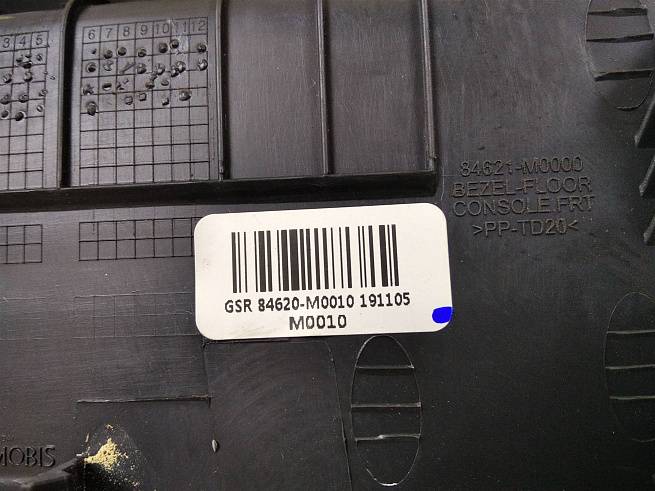 3 4 5 6 7 8 9 10 11 12
84621-M0000
BEZEL-FLOOR
CONSOLE FRT
>PP-TD20<
GSR 84620-M0010 191105
M0010
MOBIS